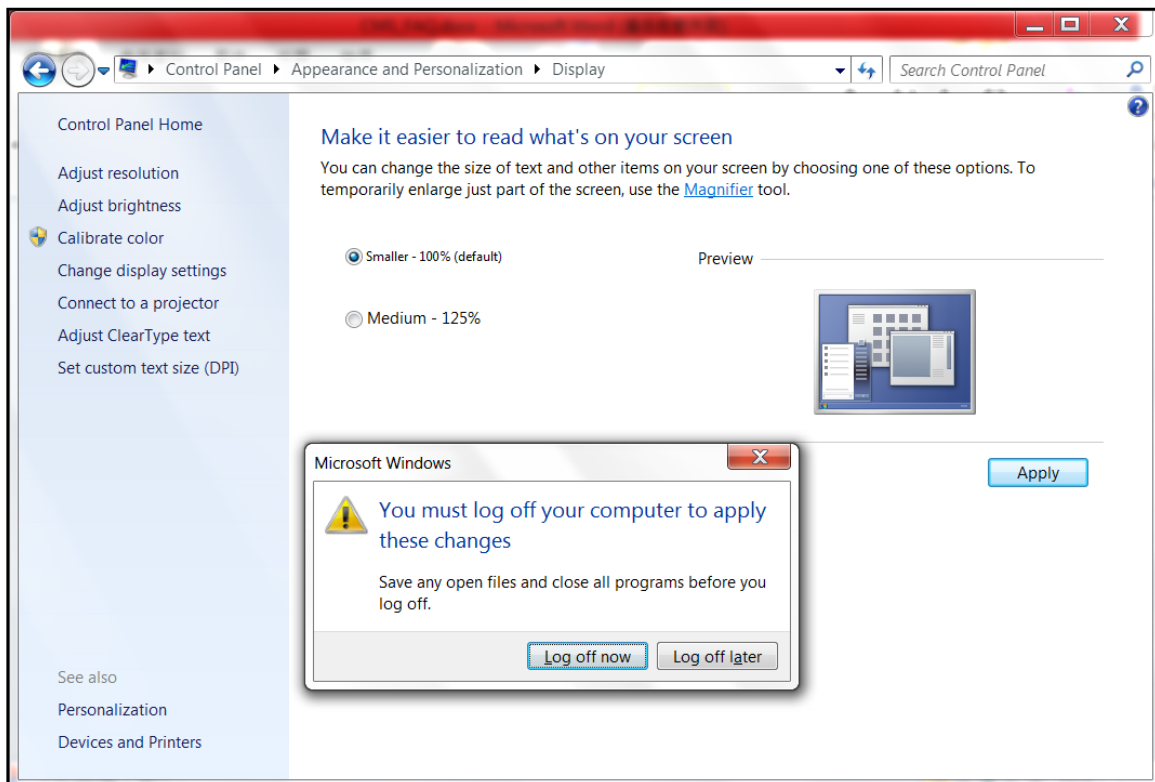 Control Panel Appearance and Personalization Display
Search Control Panel
Control Panel Home
Adjust resolution
Adjust brightness
Calibrate color
Change display settings
Connect to a projector
Adjust ClearType text
Set custom text size (DPI)
See also
Personalization
Devices and Printers
Make it easier to read what's on your screen
You can change the size of text and other items on your screen by choosing one of these options. To
temporarily enlarge just part of the screen, use the Magnifier tool.
Smaller - 100% (default)
Medium - 125%
Preview
Apply
Microsoft Windows
You must log off your computer to apply
these changes
Save any open files and close all programs before you
log off.
Log off now
Log off later